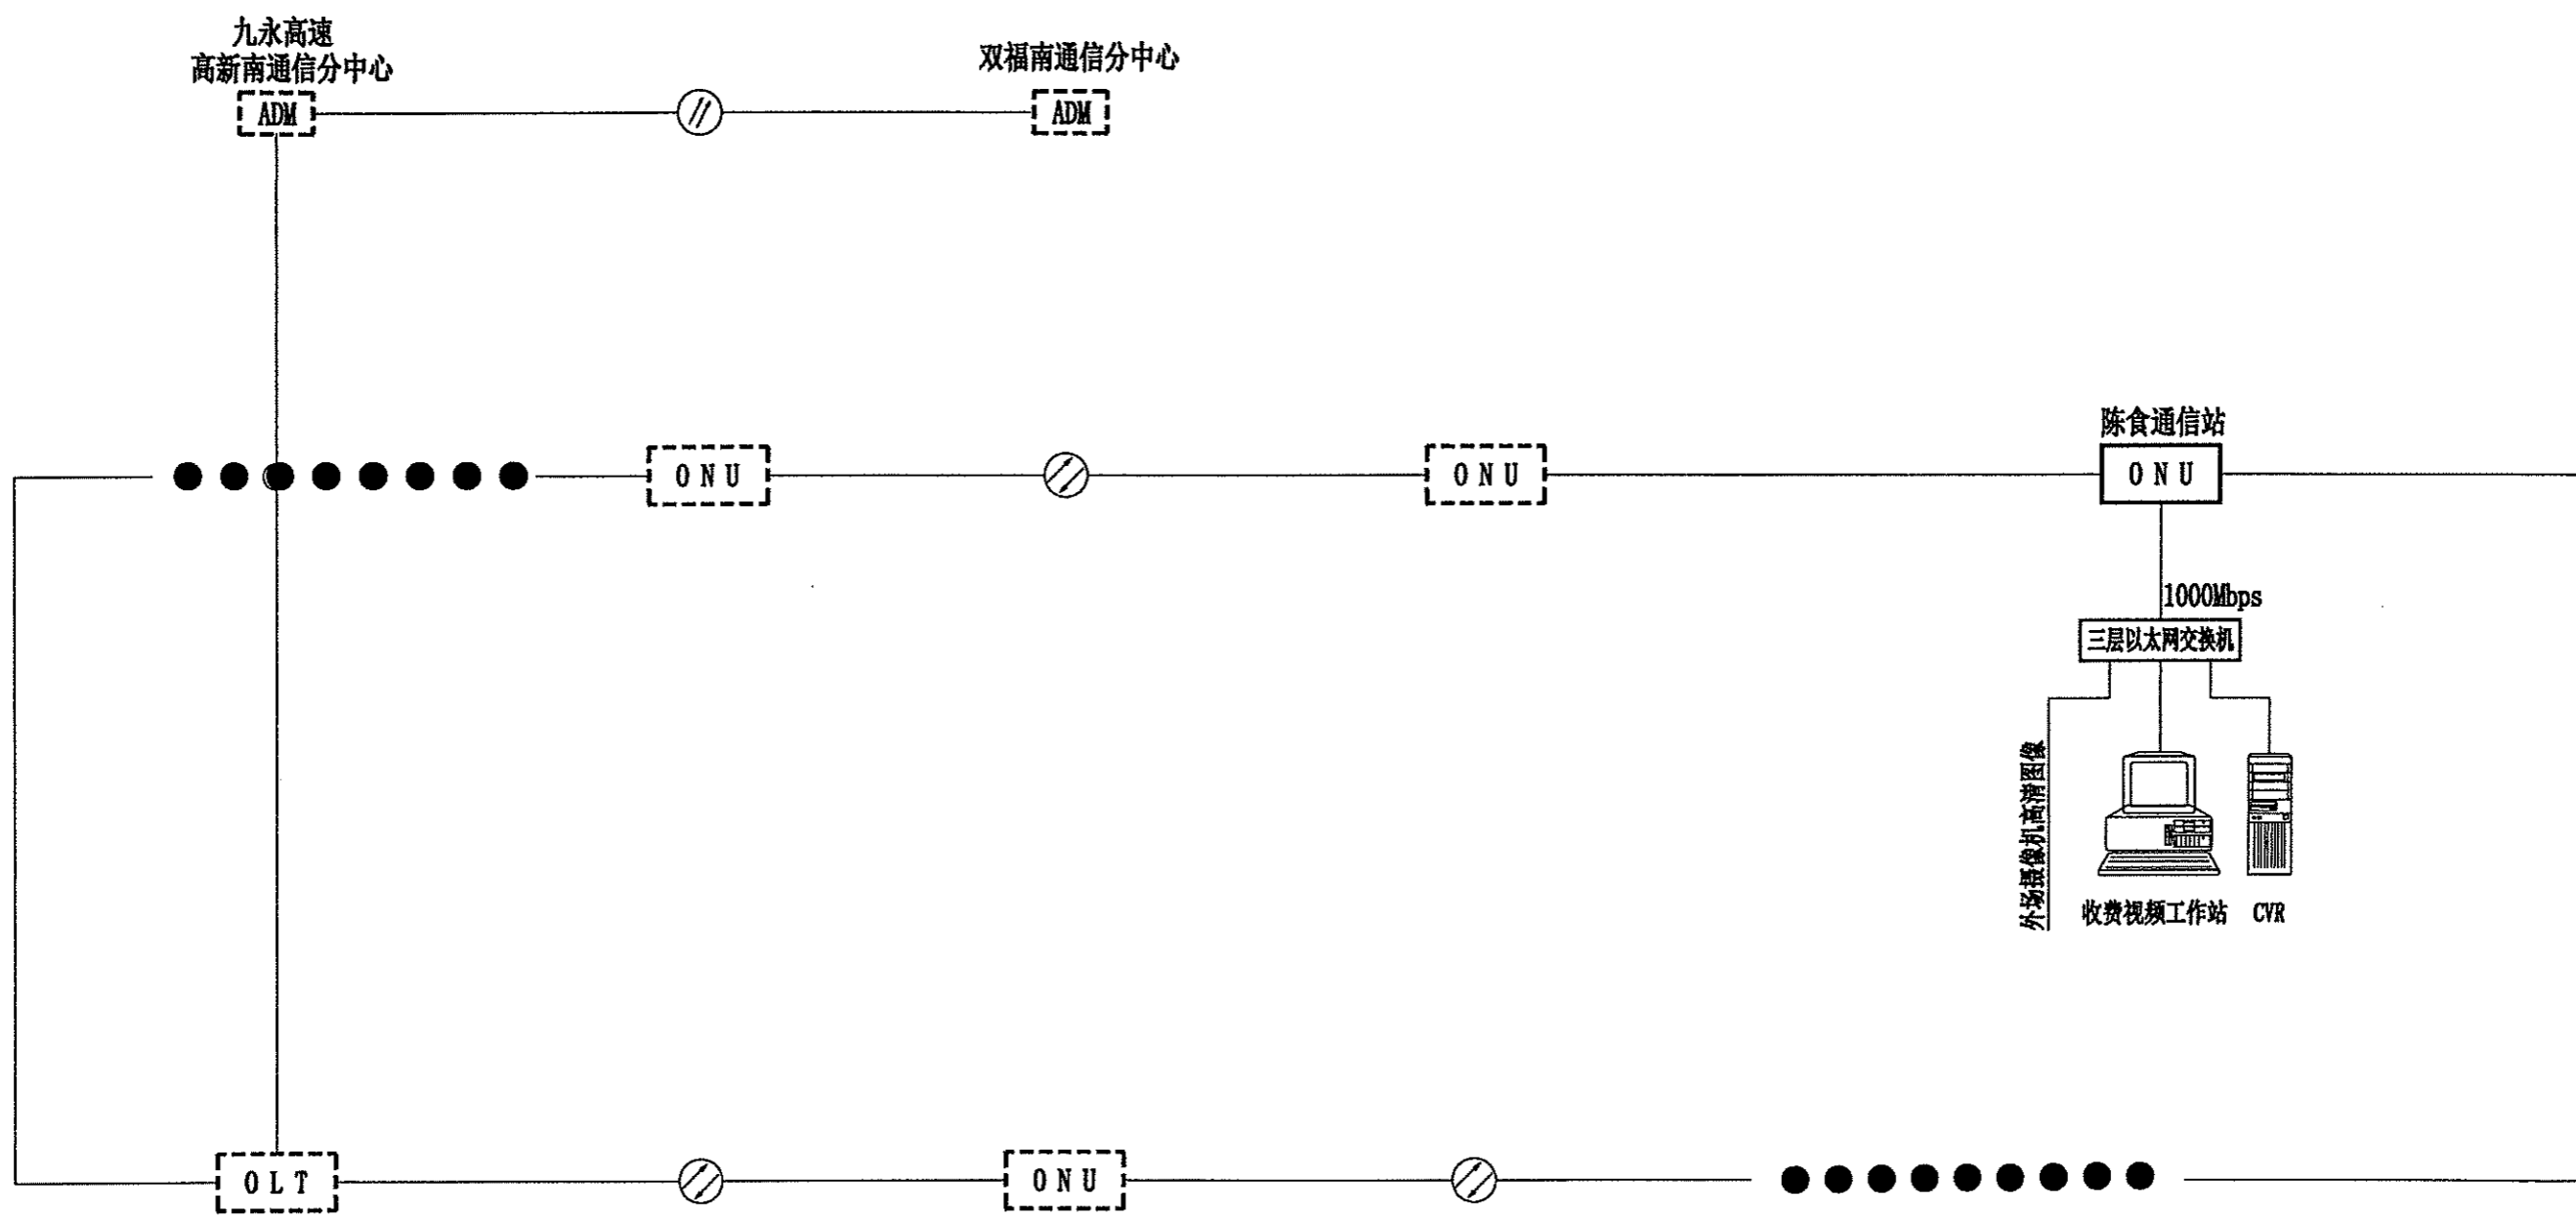 九永高速
高新南通信分中心
双福南通信分中心
ADM
ADM
陈食通信站
ONU
ONU
ONU
1000Mbps
三层以太网交换机
外场摄像机高清图像
收费视频工作站
CVR
OLT
ONU